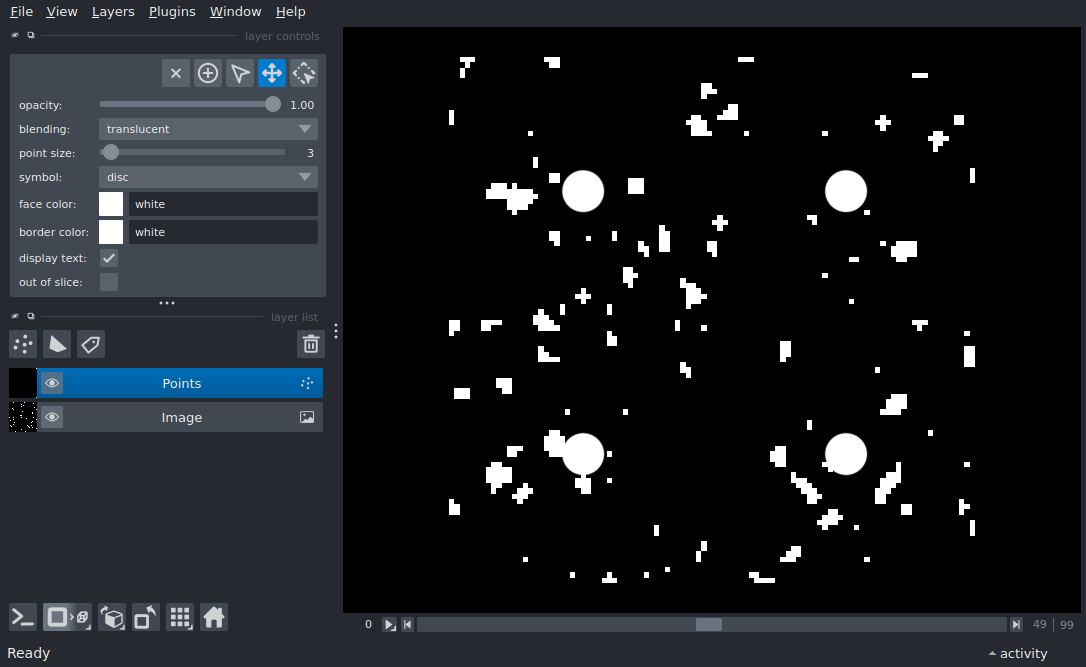 File View Layers Plugins Window Help
layer controls
opacity: 1.00
blending: translucent
point size: 3
symbol: disc
face color: white
border color: white
display text:
out of slice:
layer list
Points
Image
0 49 | 99
Ready activity